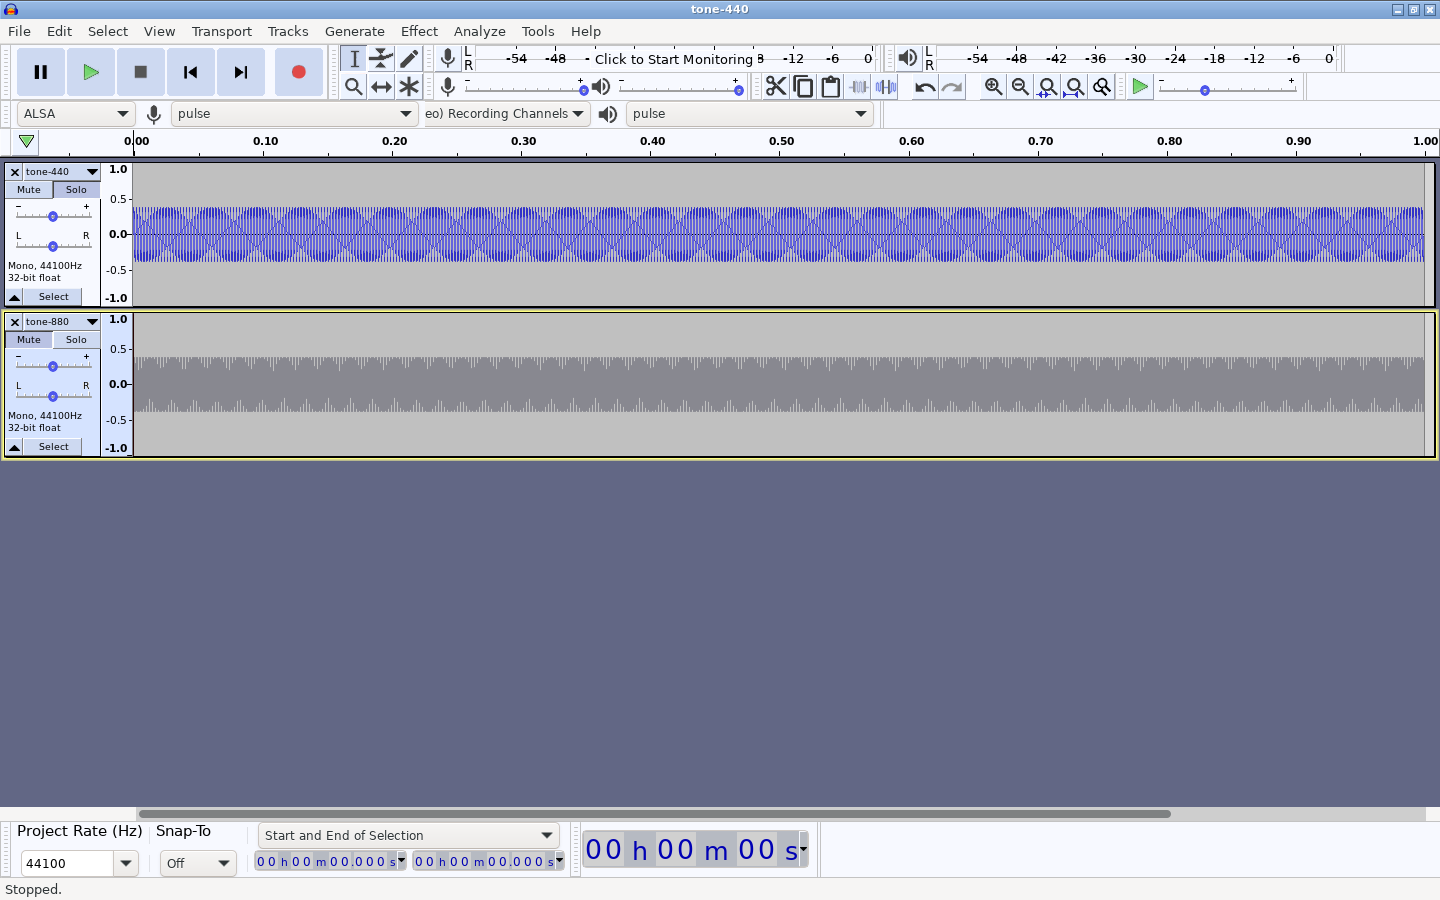 tone-440
File Edit Select View Transport Tracks Generate Effect Analyze Tools Help
L R -54 -48 - Click to Start Monitoring -12 -6 0 L R -54 -48 -42 -36 -30 -24 -18 -12 -6 0
ALSA pulse eo) Recording Channels pulse
0.00 0.10 0.20 0.30 0.40 0.50 0.60 0.70 0.80 0.90 1.00
tone-440
Mute Solo
L R
Mono, 44100Hz
32-bit float
Select
1.0
0.5
0.0
-0.5
-1.0
tone-880
Mute Solo
L R
Mono, 44100Hz
32-bit float
Select
1.0
0.5
0.0
-0.5
-1.0
Project Rate (Hz) Snap-To Start and End of Selection
44100 Off 00 h 00 m 00.000 s 00 h 00 m 00.000 s 00 h 00 m 00 s
Stopped.